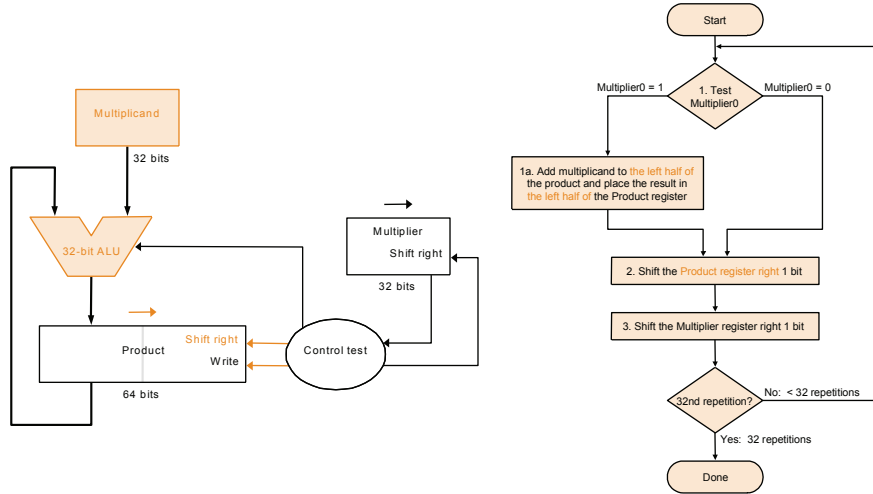 Multiplicand
32 bits
32-bit ALU
Multiplier
Shift right
32 bits
Product
Shift right
Write
Control test
64 bits
Start
Multiplier0 = 1
1. Test
Multiplier0
Multiplier0 = 0
1a. Add multiplicand to the left half of
the product and place the result in
the left half of the Product register
2. Shift the Product register right 1 bit
3. Shift the Multiplier register right 1 bit
32nd repetition?
No: < 32 repetitions
Yes: 32 repetitions
Done